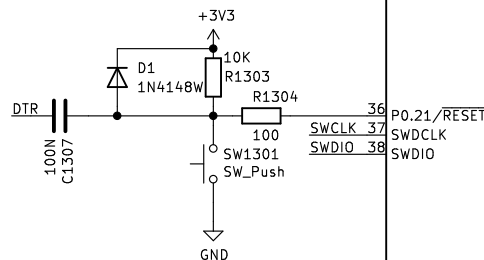 +3V3
10K
D1
R1303
1N4148W
R1304
DTR
36
P0.21/RESET
100
SWCLK 37
SWDCLK
SWDIO 38
SWDIO
100N
C1307
SW1301
SW_Push
GND